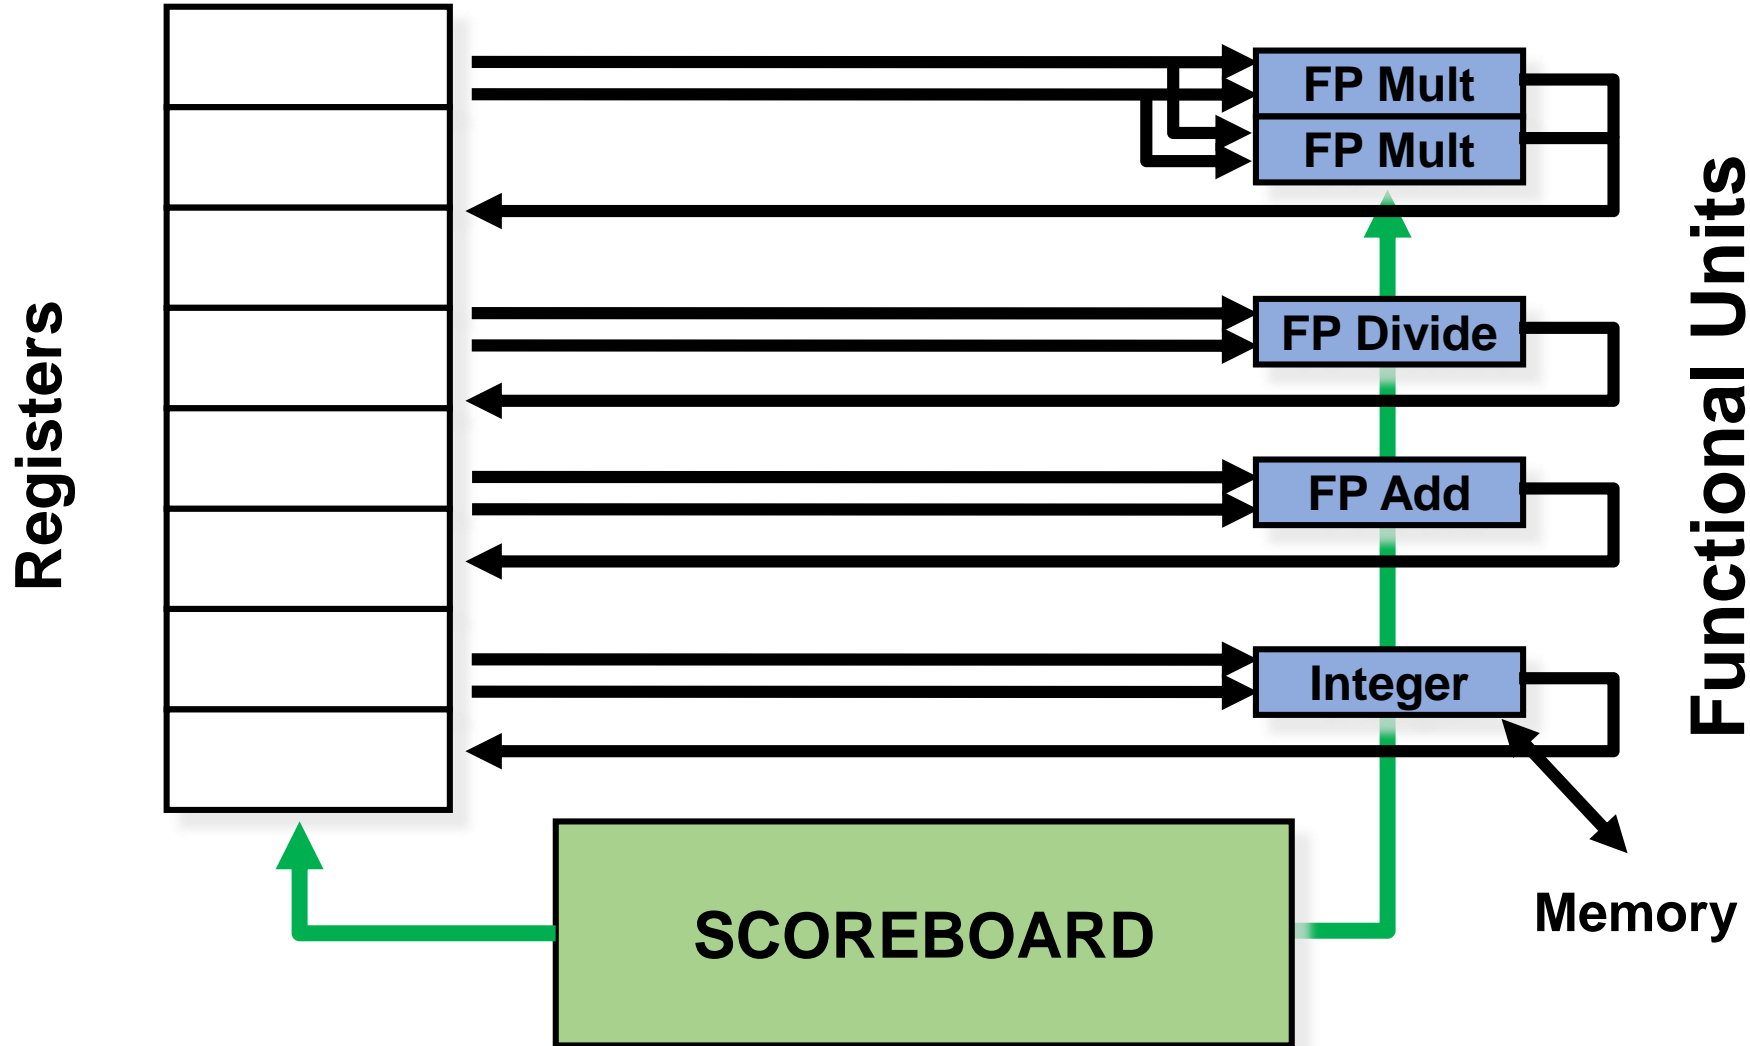 Registers
FP Mult
FP Mult
FP Divide
FP Add
Integer
Functional Units
Memory
SCOREBOARD